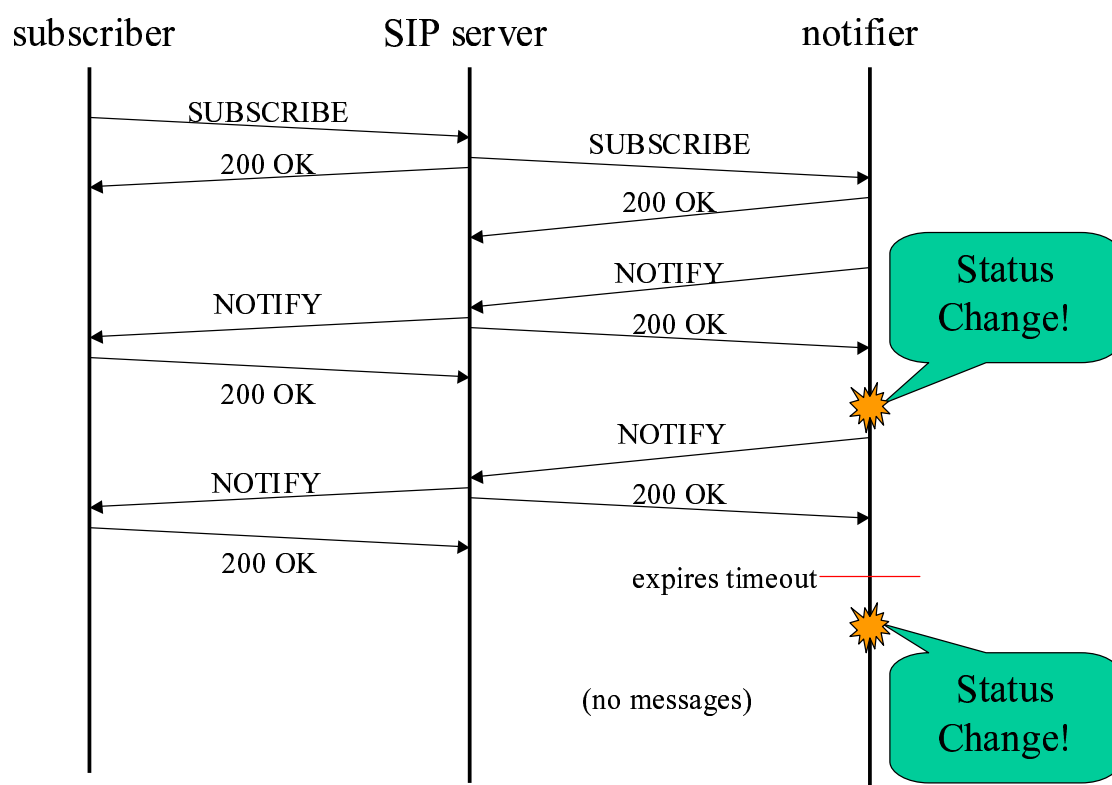 subscriber
SIP server
notifier
SUBSCRIBE
SUBSCRIBE
200 OK
200 OK
NOTIFY
Status
Change!
NOTIFY
200 OK
200 OK
NOTIFY
NOTIFY
200 OK
200 OK
expires timeout
(no messages)
Status
Change!